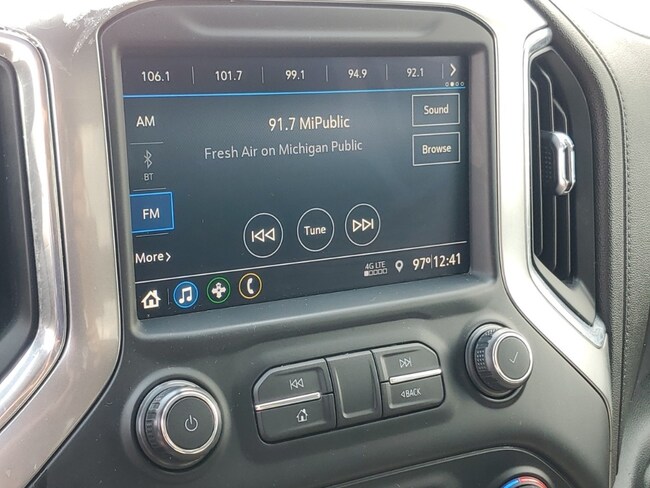 106.1 101.7 99.1 94.9 92.1
AM
91.7 MiPublic
Sound
Fresh Air on Michigan Public
Browse
BT
FM
Tune
More
4G LTE
97° 12:41
BACK